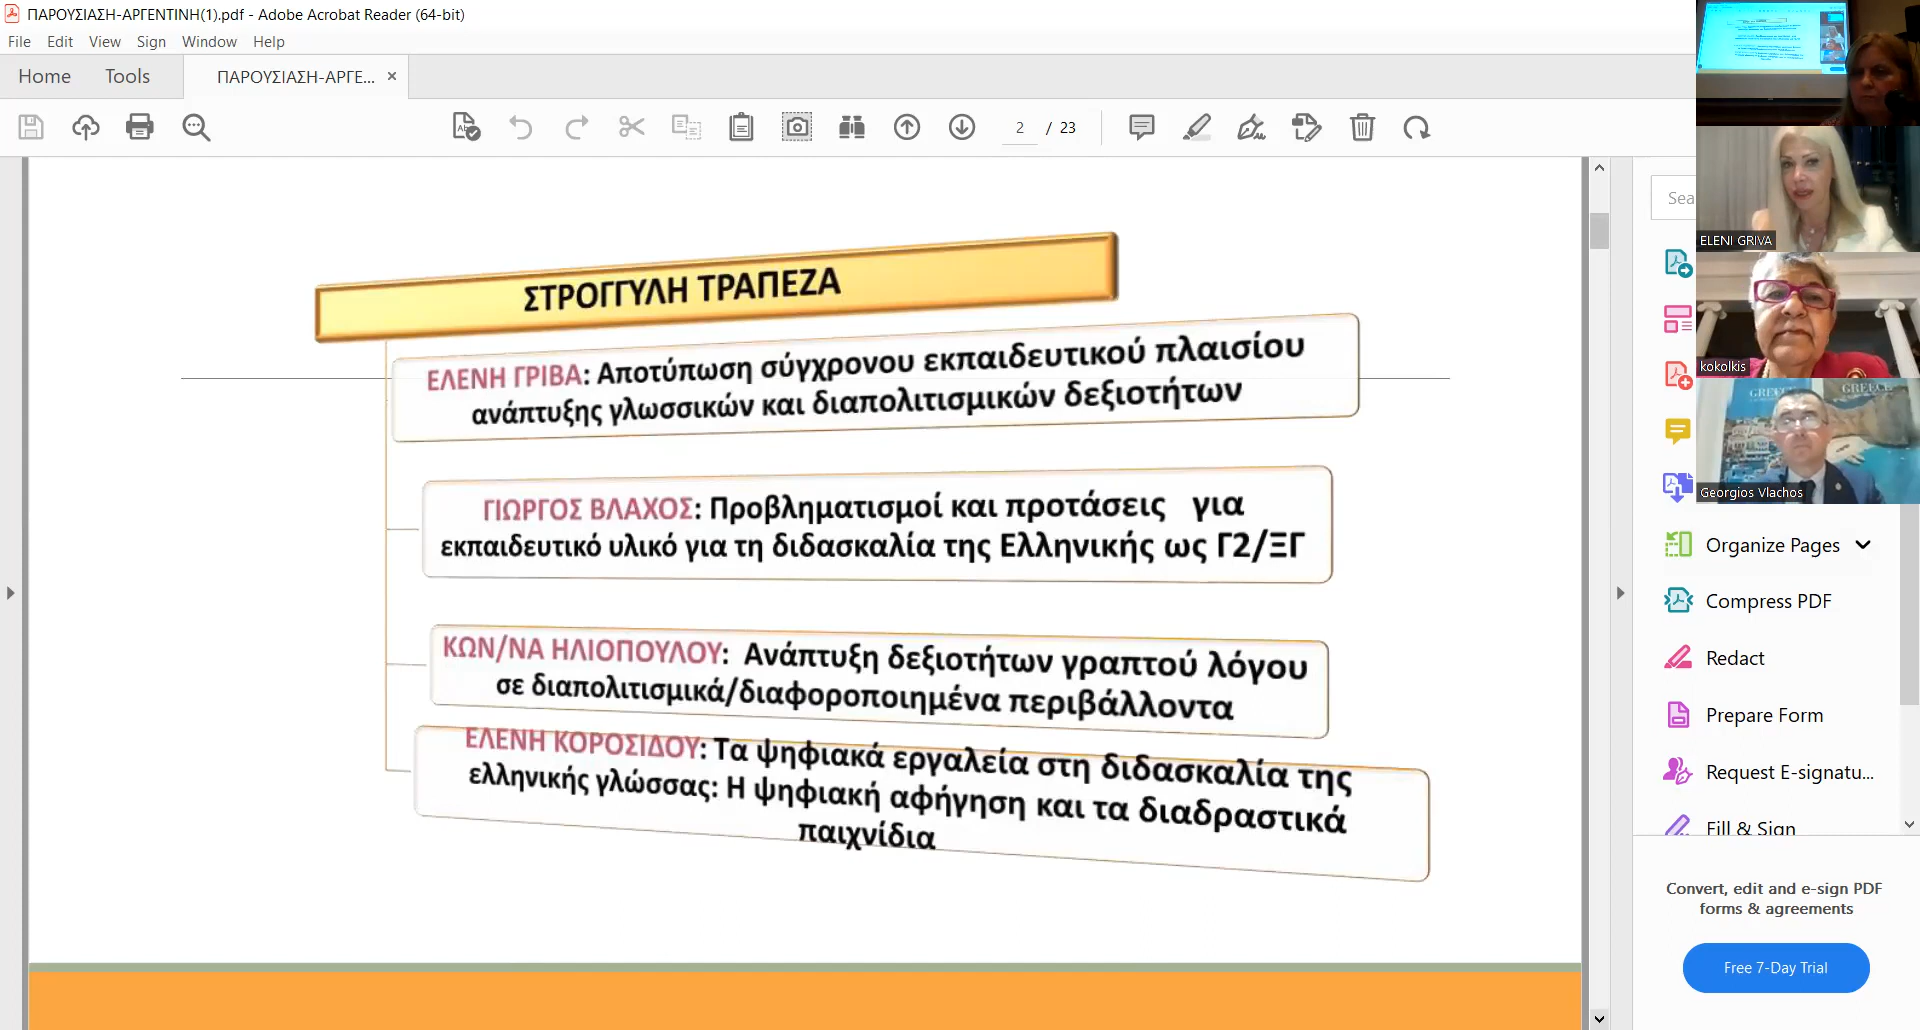 ΠΑΡΟΥΣΙΑΣΗ-ΑΡΓΕΝΤΙΝΗ(1).pdf - Adobe Acrobat Reader (64-bit)
File Edit View Sign Window Help
Home Tools ΠΑΡΟΥΣΙΑΣΗ-ΑΡΓΕ...
2 / 23
ΣΤΡΟΓΓΥΛΗ ΤΡΑΠΕΖΑ
ΕΛΕΝΗ ΓΡΙΒΑ: Αποτύπωση σύγχρονου εκπαιδευτικού πλαισίου
ανάπτυξης γλωσσικών και διαπολιτισμικών δεξιοτήτων
ΓΙΩΡΓΟΣ ΒΛΑΧΟΣ: Προβληματισμοί και προτάσεις για
εκπαιδευτικό υλικό για τη διδασκαλία της Ελληνικής ως Γ2/ΞΓ
ΚΩΝ/ΝΑ ΗΛΙΟΠΟΥΛΟΥ: Ανάπτυξη δεξιοτήτων γραπτού λόγου
σε διαπολιτισμικά/διαφοροποιημένα περιβάλλοντα
ΕΛΕΝΗ ΚΟΡΟΣΙΔΟΥ: Τα ψηφιακά εργαλεία στη διδασκαλία της
ελληνικής γλώσσας: Η ψηφιακή αφήγηση και τα διαδραστικά
παιχνίδια
Sea
ELENI GRIVA
kokolkis
GREECE GREECE
Georgios Vlachos
Organize Pages
Compress PDF
Redact
Prepare Form
Request E-signatu...
Fill & Sign
Convert, edit and e-sign PDF
forms & agreements
Free 7-Day Trial